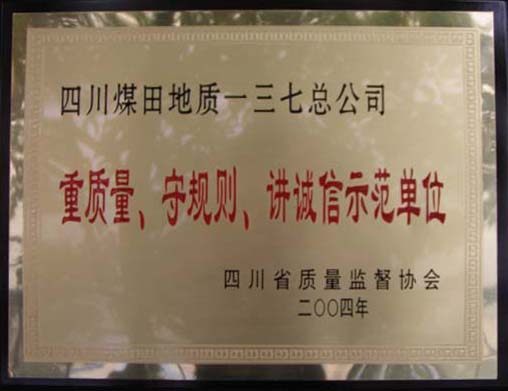 四川煤田地质一三七总公司
重质量、守规则、讲诚信示范单位
四川省质量监督协会
二〇〇四年